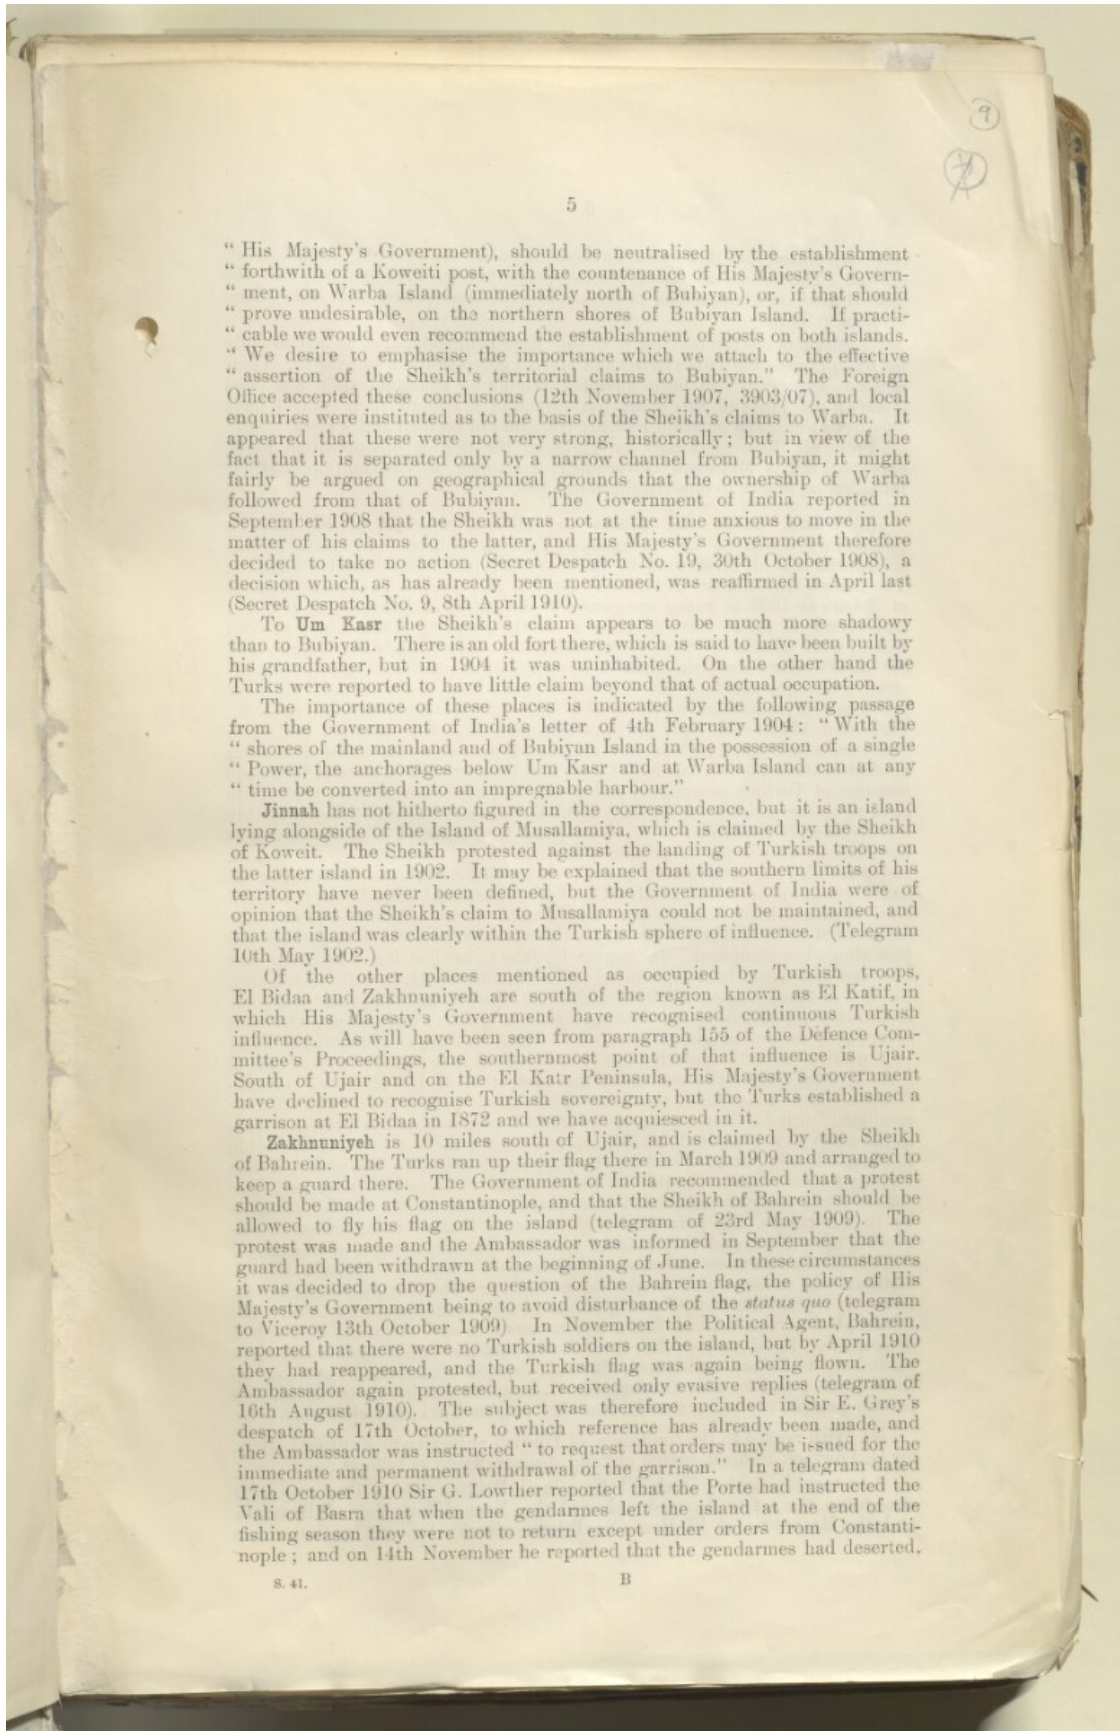 9
5
“ His Majesty's Government), should be neutralised by the establishment
“ forthwith of a Koweiti post, with the countenance of His Majesty's Govern-
“ ment, on Warba Island (immediately north of Bubiyan), or, if that should
“ prove undesirable, on the northern shores of Bubiyan Island. If practi-
“ cable we would even recommend the establishment of posts on both islands.
“ We desire to emphasise the importance which we attach to the effective
“ assertion of the Sheikh's territorial claims to Bubiyan.” The Foreign
Office accepted these conclusions (12th November 1907, 3903/07), and local
enquiries were instituted as to the basis of the Sheikh's claims to Warba. It
appeared that these were not very strong, historically; but in view of the
fact that it is separated only by a narrow channel from Bubiyan, it might
fairly be argued on geographical grounds that the ownership of Warba
followed from that of Bubiyan. The Government of India reported in
September 1908 that the Sheikh was not at the time anxious to move in the
matter of his claims to the latter, and His Majesty's Government therefore
decided to take no action (Secret Despatch No. 19, 30th October 1908), a
decision which, as has already been mentioned, was reaffirmed in April last
(Secret Despatch No. 9, 8th April 1910).
To Um Kasr the Sheikh's claim appears to be much more shadowy
than to Bubiyan. There is an old fort there, which is said to have been built by
his grandfather, but in 1904 it was uninhabited. On the other hand the
Turks were reported to have little claim beyond that of actual occupation.
The importance of these places is indicated by the following passage
from the Government of India's letter of 4th February 1904: “ With the
“ shores of the mainland and of Bubiyan Island in the possession of a single
“ Power, the anchorages below Um Kasr and at Warba Island can at any
“ time be converted into an impregnable harbour.”
Jinnah has not hitherto figured in the correspondence, but it is an island
lying alongside of the Island of Musallamiya, which is claimed by the Sheikh
of Koweit. The Sheikh protested against the landing of Turkish troops on
the latter island in 1902. It may be explained that the southern limits of his
territory have never been defined, but the Government of India were of
opinion that the Sheikh's claim to Musallamiya could not be maintained, and
that the island was clearly within the Turkish sphere of influence. (Telegram
10th May 1902.)
Of the other places mentioned as occupied by Turkish troops,
El Bidaa and Zakhnuniyeh are south of the region known as El Katif, in
which His Majesty's Government have recognised continuous Turkish
influence. As will have been seen from paragraph 155 of the Defence Com-
mittee's Proceedings, the southernmost point of that influence is Ujair.
South of Ujair and on the El Katr Peninsula, His Majesty's Government
have declined to recognise Turkish sovereignty, but the Turks established a
garrison at El Bidaa in 1872 and we have acquiesced in it.
Zakhnuniyeh is 10 miles south of Ujair, and is claimed by the Sheikh
of Bahrein. The Turks ran up their flag there in March 1909 and arranged to
keep a guard there. The Government of India recommended that a protest
should be made at Constantinople, and that the Sheikh of Bahrein should be
allowed to fly his flag on the island (telegram of 23rd May 1909). The
protest was made and the Ambassador was informed in September that the
guard had been withdrawn at the beginning of June. In these circumstances
it was decided to drop the question of the Bahrein flag, the policy of His
Majesty's Government being to avoid disturbance of the status quo (telegram
to Viceroy 13th October 1909) In November the Political Agent, Bahrein,
reported that there were no Turkish soldiers on the island, but by April 1910
they had reappeared, and the Turkish flag was again being flown. The
Ambassador again protested, but received only evasive replies (telegram of
16th August 1910). The subject was therefore included in Sir E. Grey's
despatch of 17th October, to which reference has already been made, and
the Ambassador was instructed “ to request that orders may be issued for the
immediate and permanent withdrawal of the garrison.” In a telegram dated
17th October 1910 Sir G. Lowther reported that the Porte had instructed the
Vali of Basra that when the gendarmes left the island at the end of the
fishing season they were not to return except under orders from Constanti-
nople; and on 14th November he reported that the gendarmes had deserted,
S. 41. B